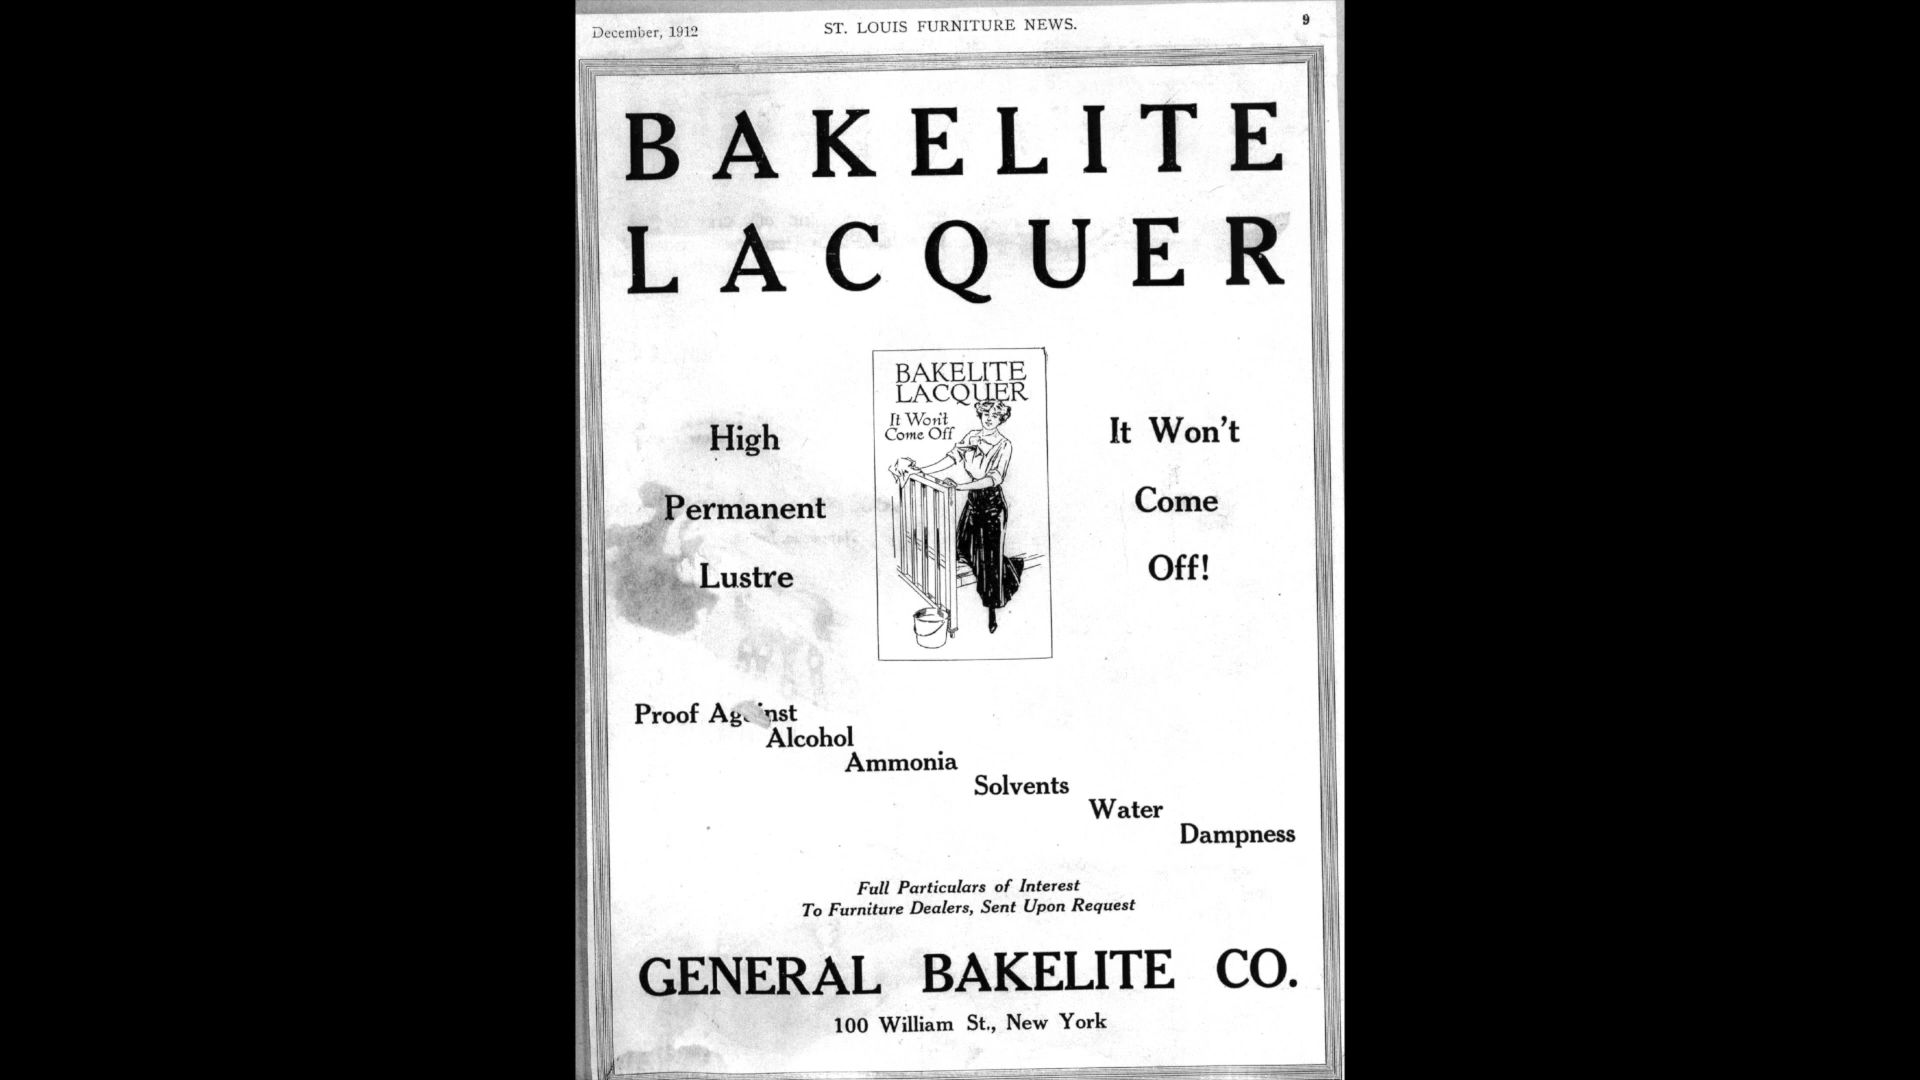 December, 1912
ST. LOUIS FURNITURE NEWS.
9
BAKELITE
LACQUER
BAKELITE
LACQUER
It Won't
Come Off
High
Permanent
Lustre
It Won't
Come
Off!
Proof Against
Alcohol
Ammonia
Solvents
Water
Dampness
Full Particulars of Interest
To Furniture Dealers, Sent Upon Request
GENERAL BAKELITE CO.
100 William St., New York